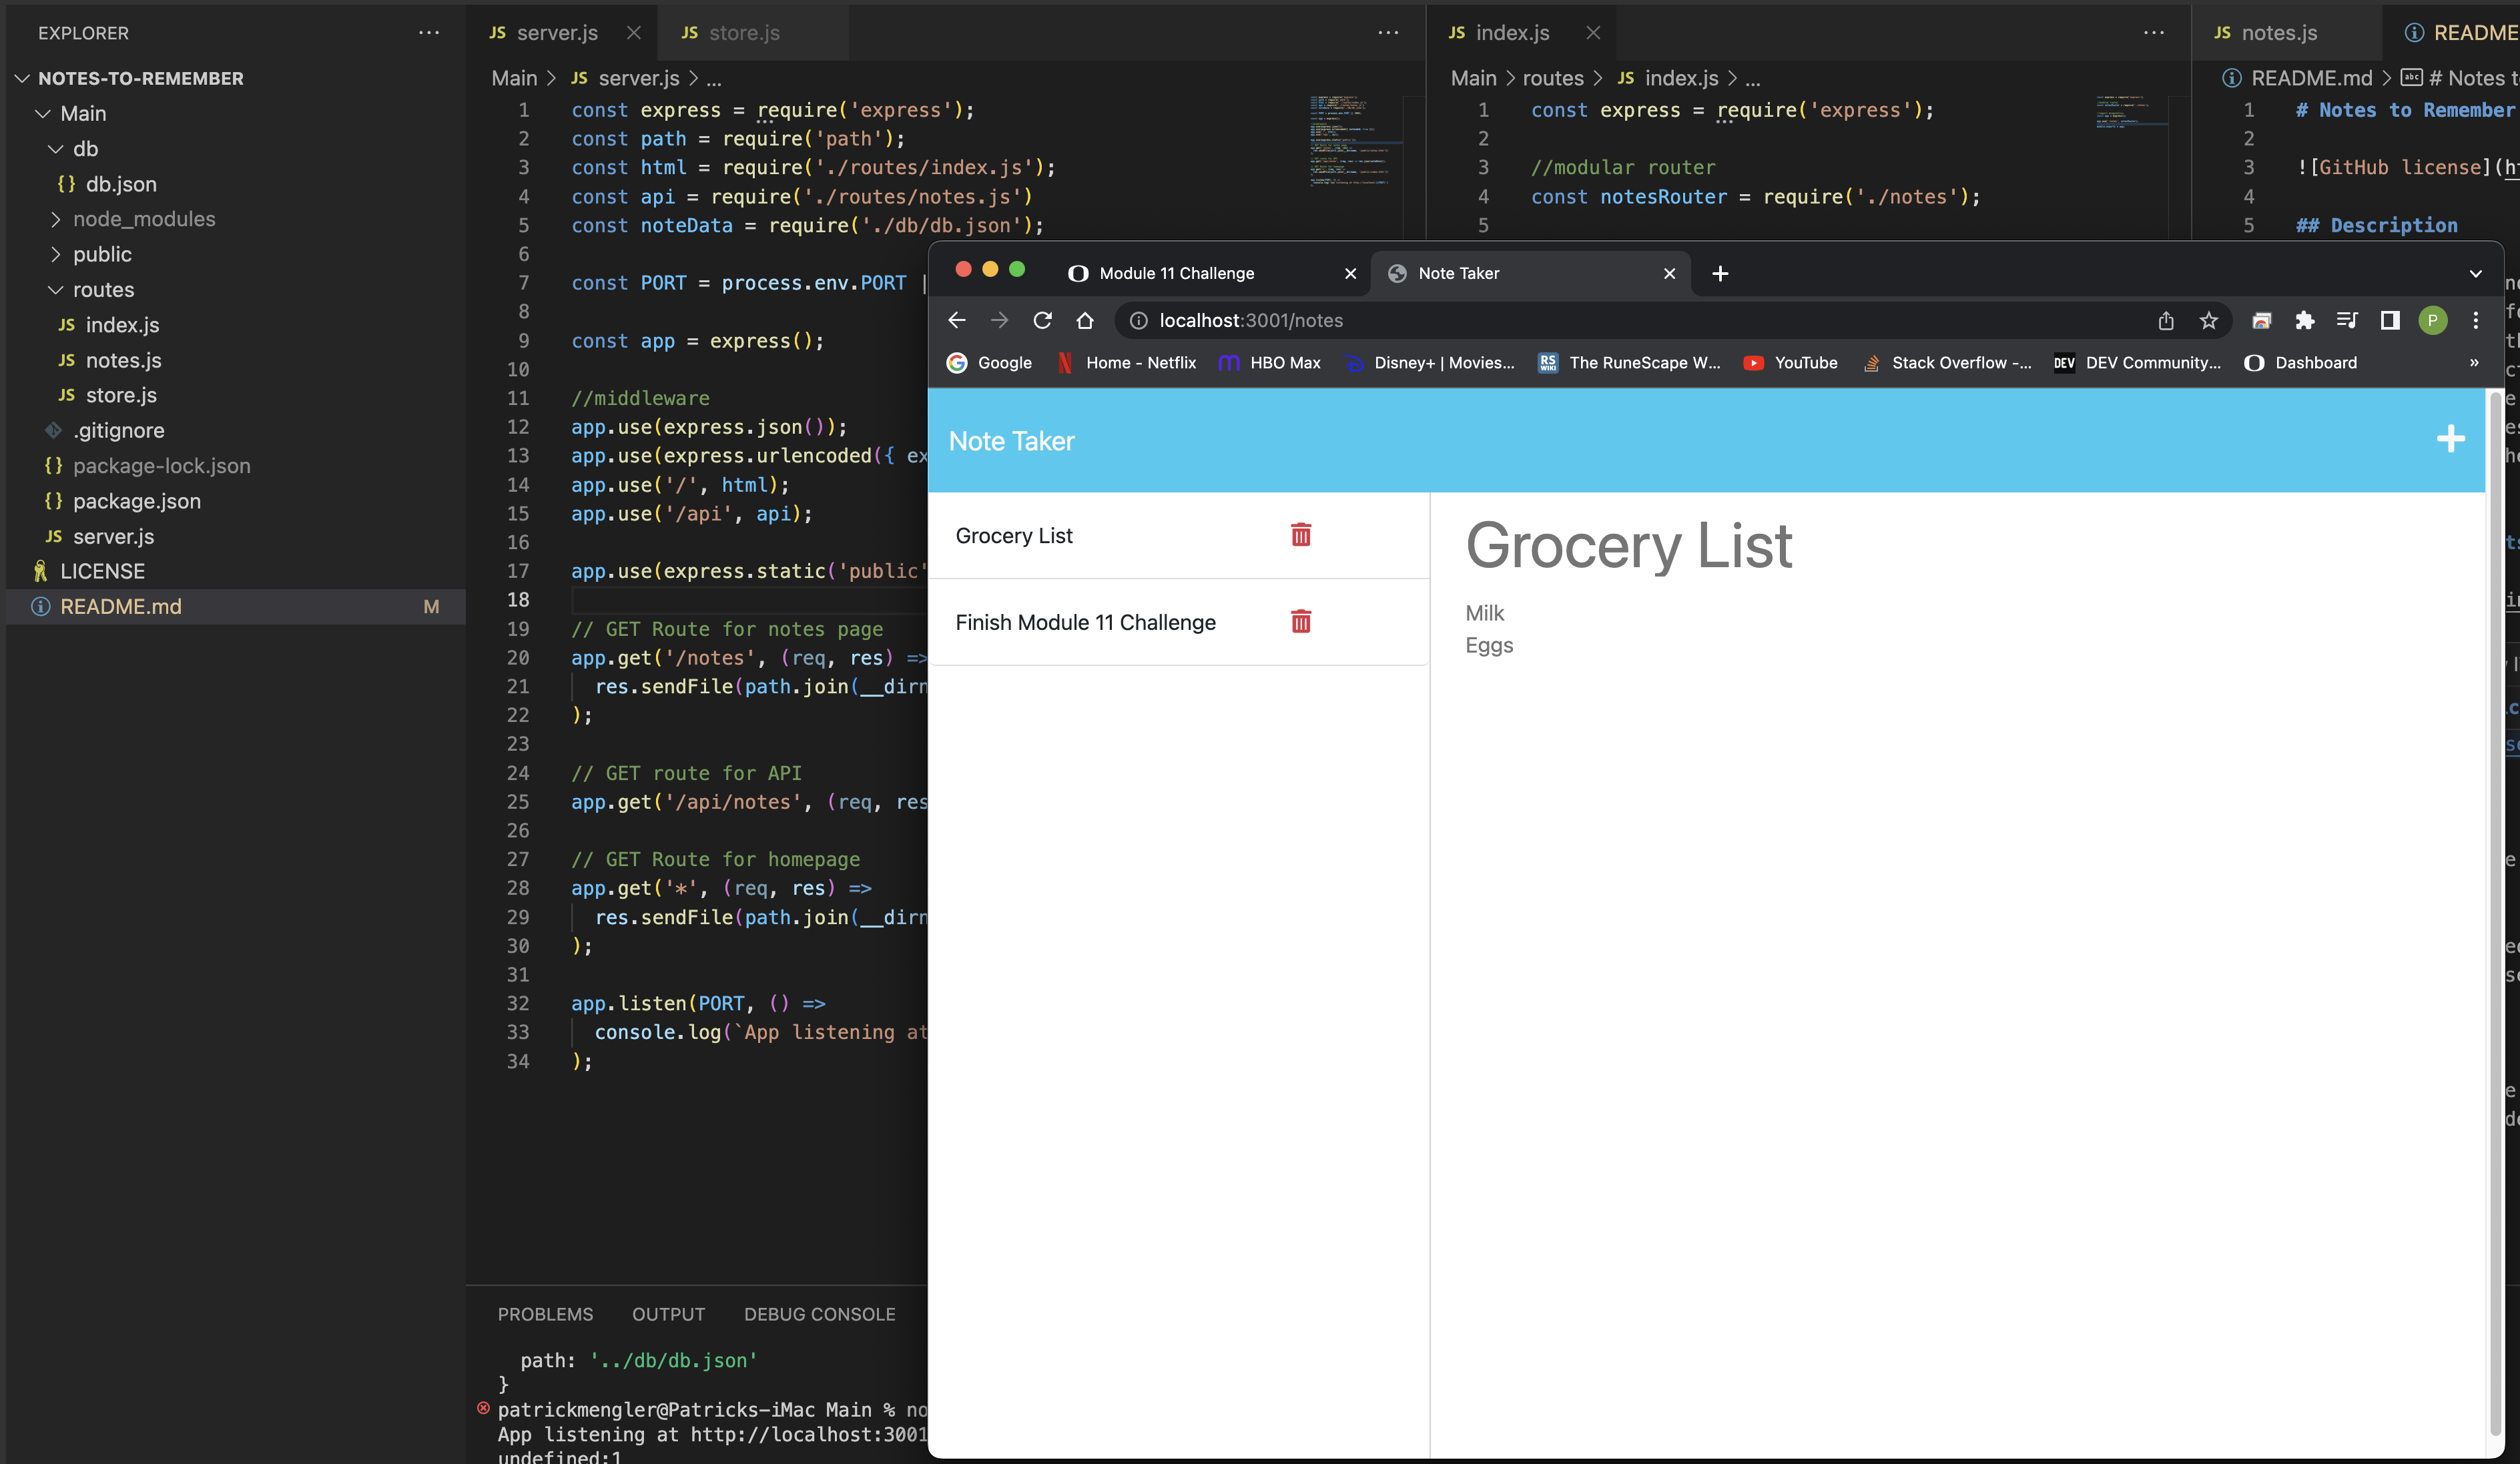 EXPLORER
NOTES-TO-REMEMBER
Main
db
{} db.json
node_modules
public
routes
JS index.js
JS notes.js
JS store.js
.gitignore
{} package-lock.json
{} package.json
JS server.js
LICENSE
README.md M
JS server.js
JS store.js
Main > JS server.js > ...
1 const express = require('express');
2 const path = require('path');
3 const html = require('./routes/index.js');
4 const api = require('./routes/notes.js')
5 const noteData = require('./db/db.json');
6
7 const PORT = process.env.PORT |
8
9 const app = express();
10
11 //middleware
12 app.use(express.json());
13 app.use(express.urlencoded({ ex
14 app.use('/', html);
15 app.use('/api', api);
16
17 app.use(express.static('public'
18
19 // GET Route for notes page
20 app.get('/notes', (req, res) =>
21 res.sendFile(path.join(__dirn
22 );
23
24 // GET route for API
25 app.get('/api/notes', (req, res
26
27 // GET Route for homepage
28 app.get('*', (req, res) =>
29 res.sendFile(path.join(__dirn
30 );
31
32 app.listen(PORT, () =>
33 console.log(`App listening at
34 );
PROBLEMS OUTPUT DEBUG CONSOLE
path: '../db/db.json'
}
patrickmengler@Patricks-iMac Main % no
App listening at http://localhost:3001
undefined:1
JS index.js
Main > routes > JS index.js > ...
1 const express = require('express');
2
3 //modular router
4 const notesRouter = require('./notes');
5
JS notes.js
README
README.md > abc # Notes to
1 # Notes to Remember
2
3 ![GitHub license](ht
4
5 ## Description
Module 11 Challenge
Note Taker
localhost:3001/notes
P
Google
Home - Netflix
HBO Max
Disney+ | Movies...
RS WIKI The RuneScape W...
YouTube
Stack Overflow -...
DEV DEV Community...
Dashboard
»
Note Taker
Grocery List
Finish Module 11 Challenge
Grocery List
Milk
Eggs